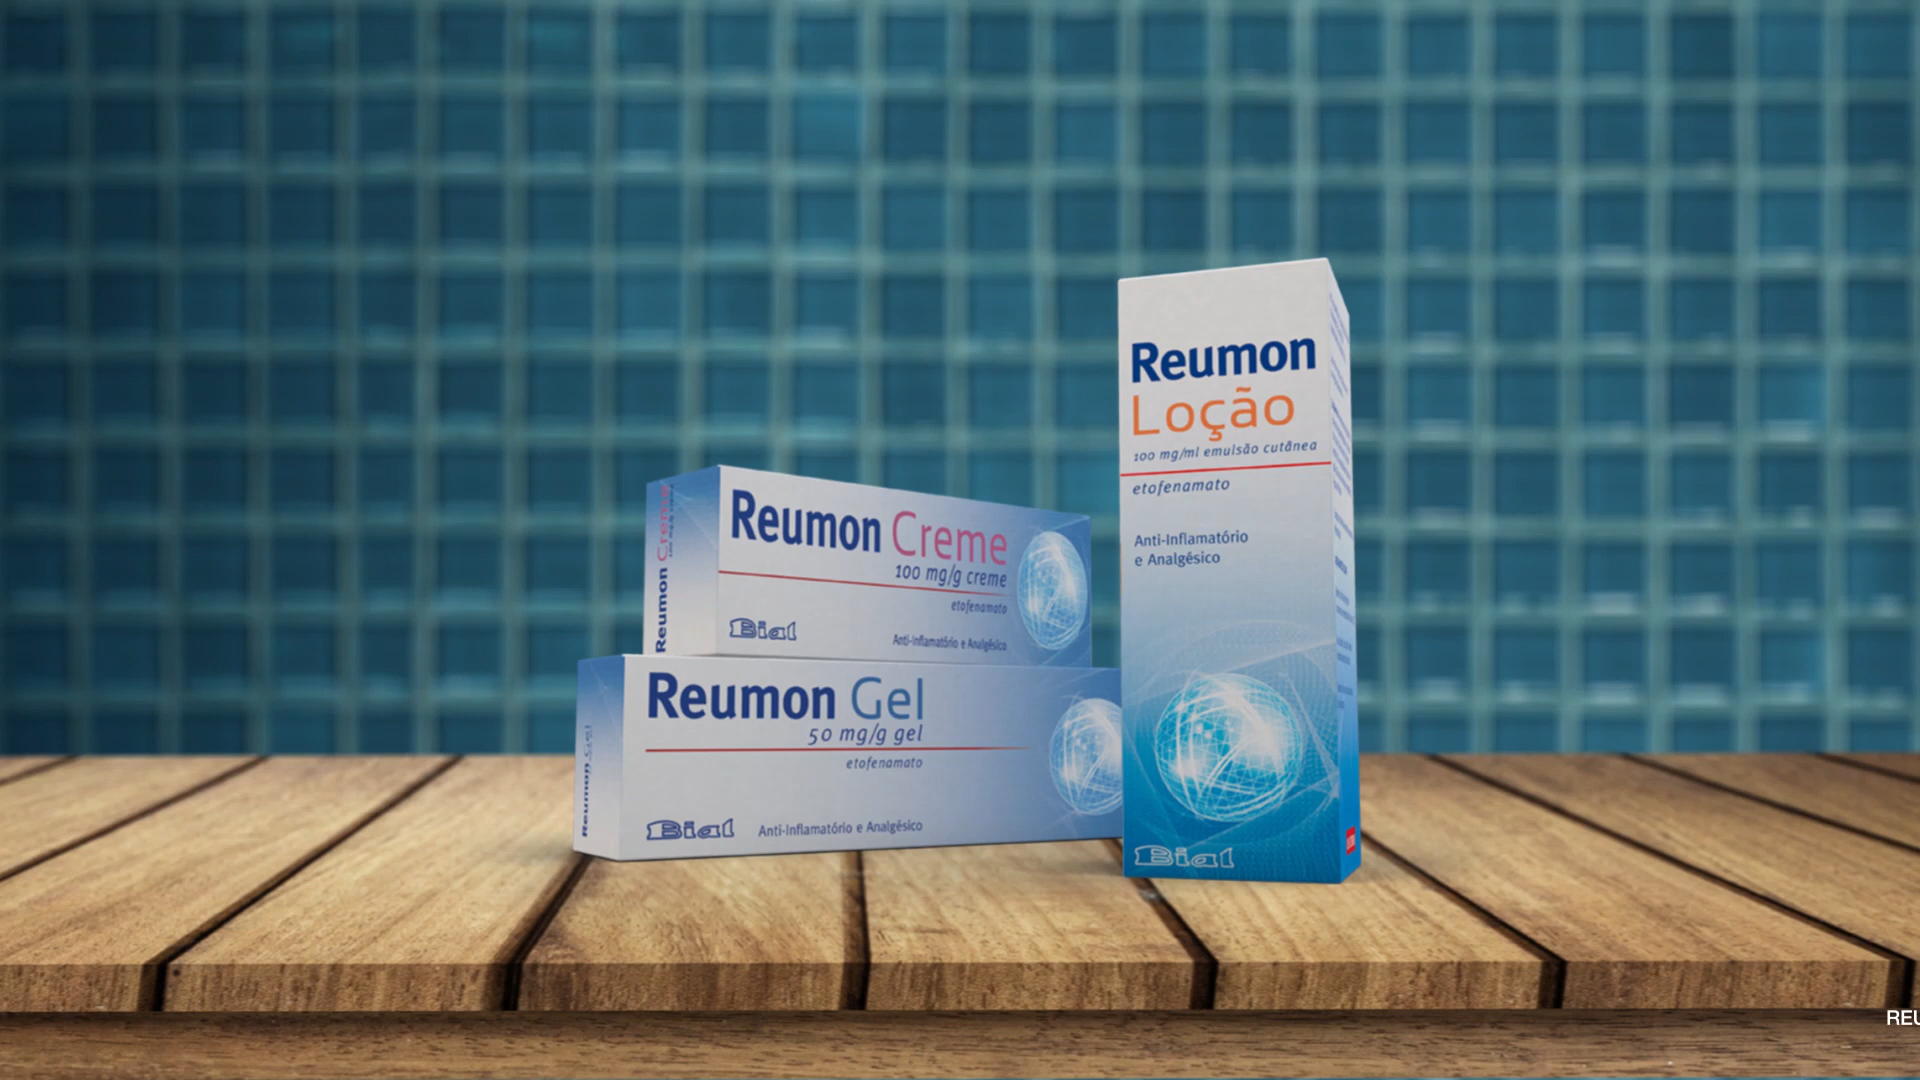 Reumon Creme
100 mg/g creme
etofenamato
Bial
Anti-Inflamatório e Analgésico
Reumon Creme
Reumon Gel
50 mg/g gel
etofenamato
Bial
Anti-Inflamatório e Analgésico
Reumon Gel
Reumon
Loção
100 mg/ml emulsão cutânea
etofenamato
Anti-Inflamatório
e Analgésico
Bial